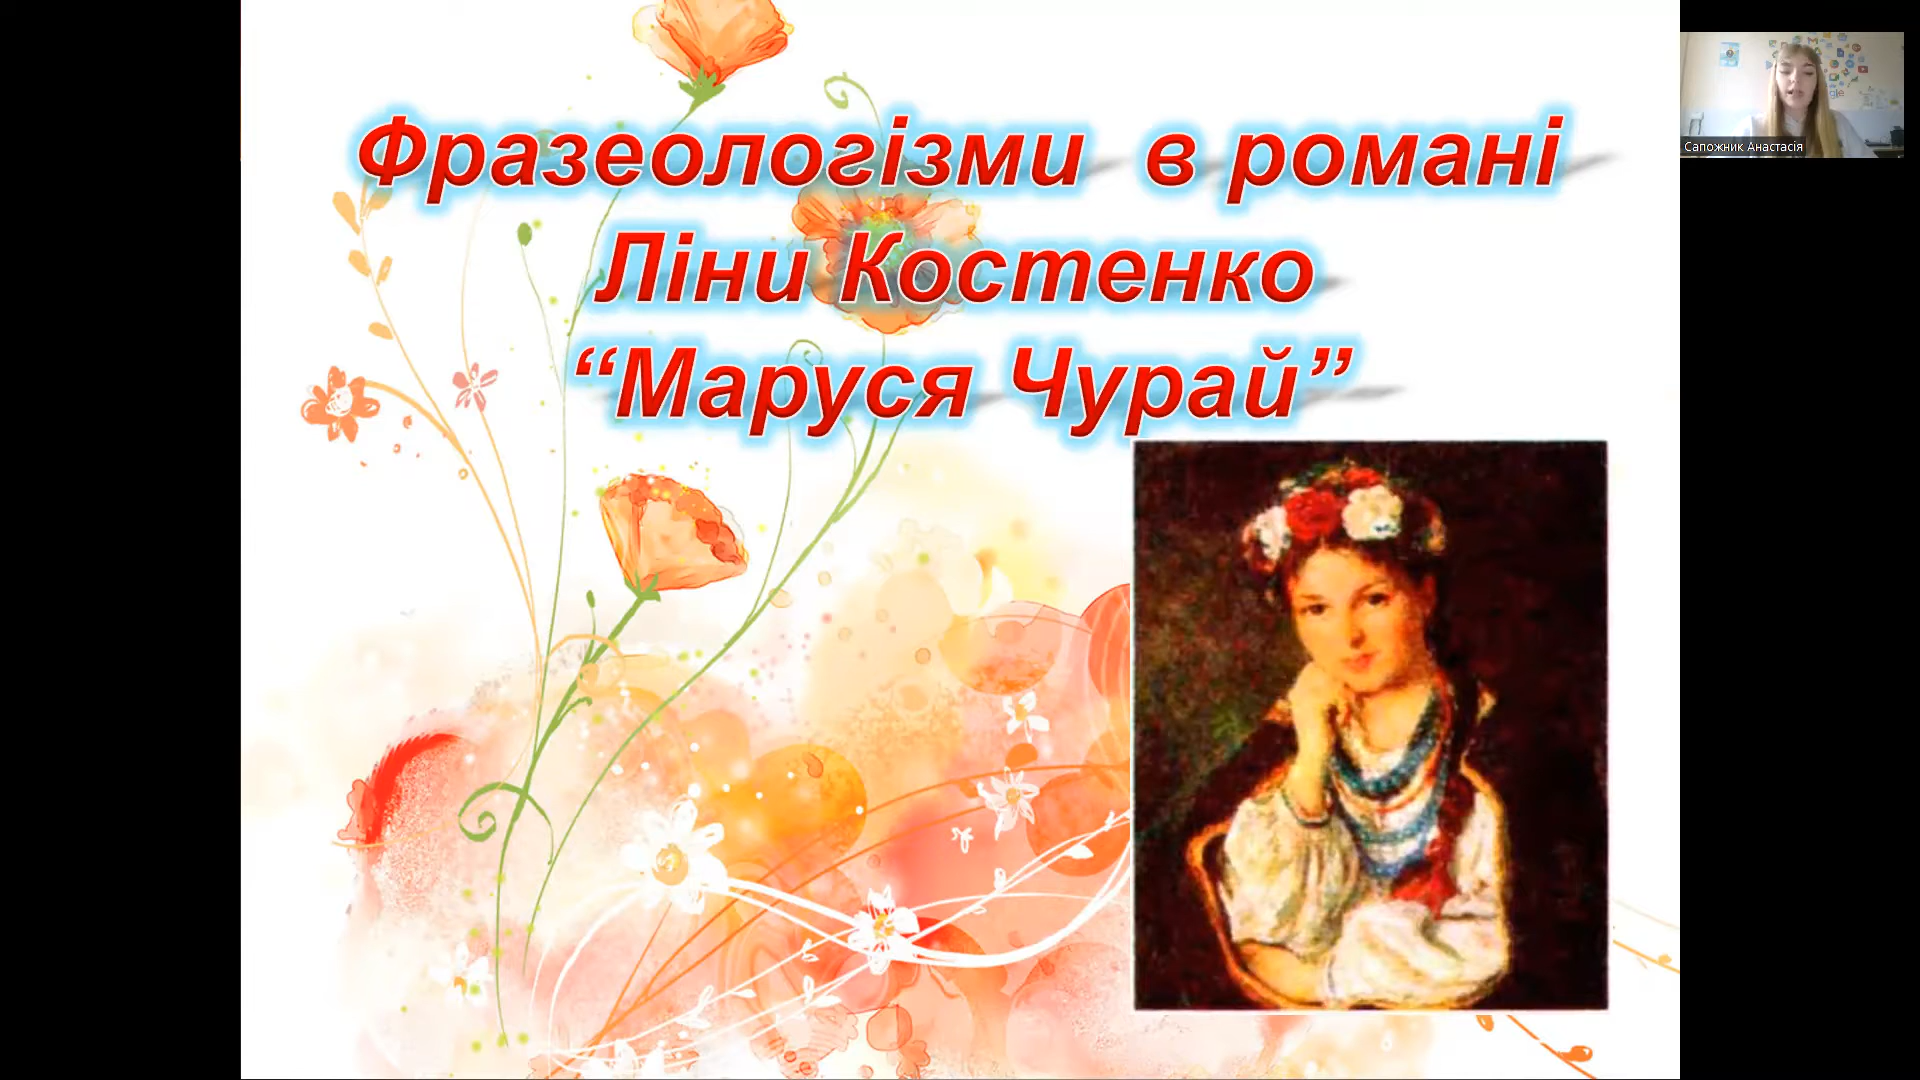 Фразеологізми в романі
Ліни Костенко
“Маруся Чурай”
Сапожник Анастасія